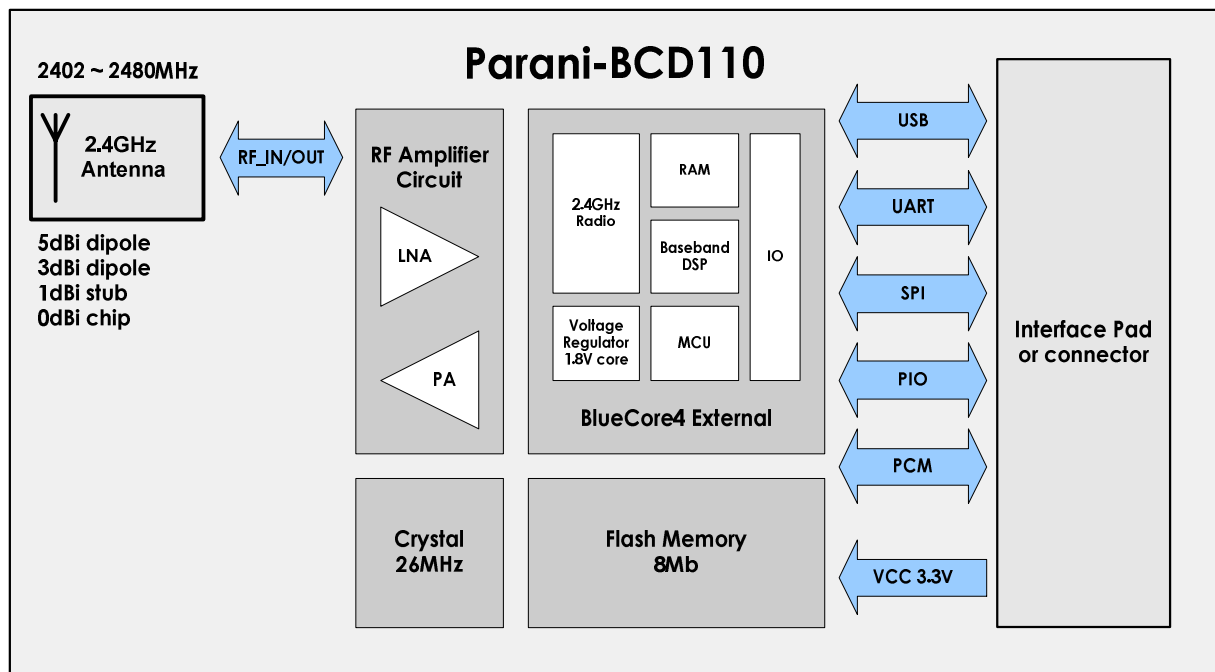 Parani-BCD110
2402 ~ 2480MHz
2.4GHz
Antenna
5dBi dipole
3dBi dipole
1dBi stub
0dBi chip
RF_IN/OUT
RF Amplifier
Circuit
LNA
PA
2.4GHz
Radio
RAM
Baseband
DSP
IO
Voltage
Regulator
1.8V core
MCU
BlueCore4 External
Crystal
26MHz
Flash Memory
8Mb
USB
UART
SPI
PIO
PCM
VCC 3.3V
Interface Pad
or connector